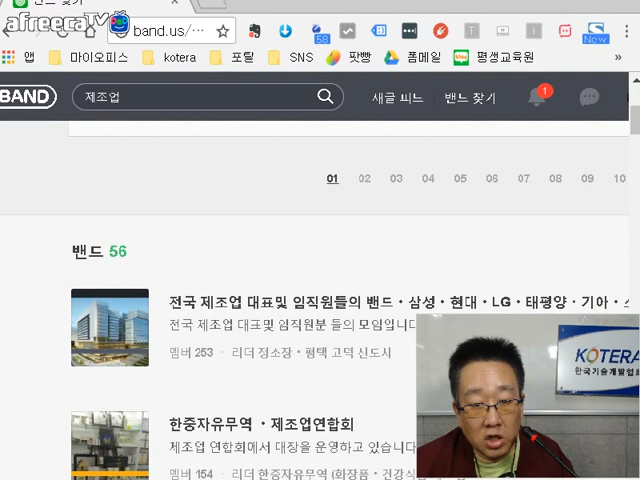 afreecaTV
band.us/…
58
New
앱
마이오피스
kotera
포탈
SNS
팟빵
폼메일
평생교육원
»
BAND
제조업
새글 피드
밴드 찾기
1
01 02 03 04 05 06 07 08 09 10
밴드 56
전국 제조업 대표및 임직원들의 밴드・삼성・현대・LG・태평양・기아・
전국 제조업 대표및 임직원분 들의 모임입니다
멤버 253 · 리더 정소장・평택 고덕 신도시
한중자유무역 ・제조업연합회
제조업 연합회에서 대장을 운영하고 있습니다
멤버 154 · 리더 한중자유무역 (화장품・건강식
KOTERA
한국기술개발협회